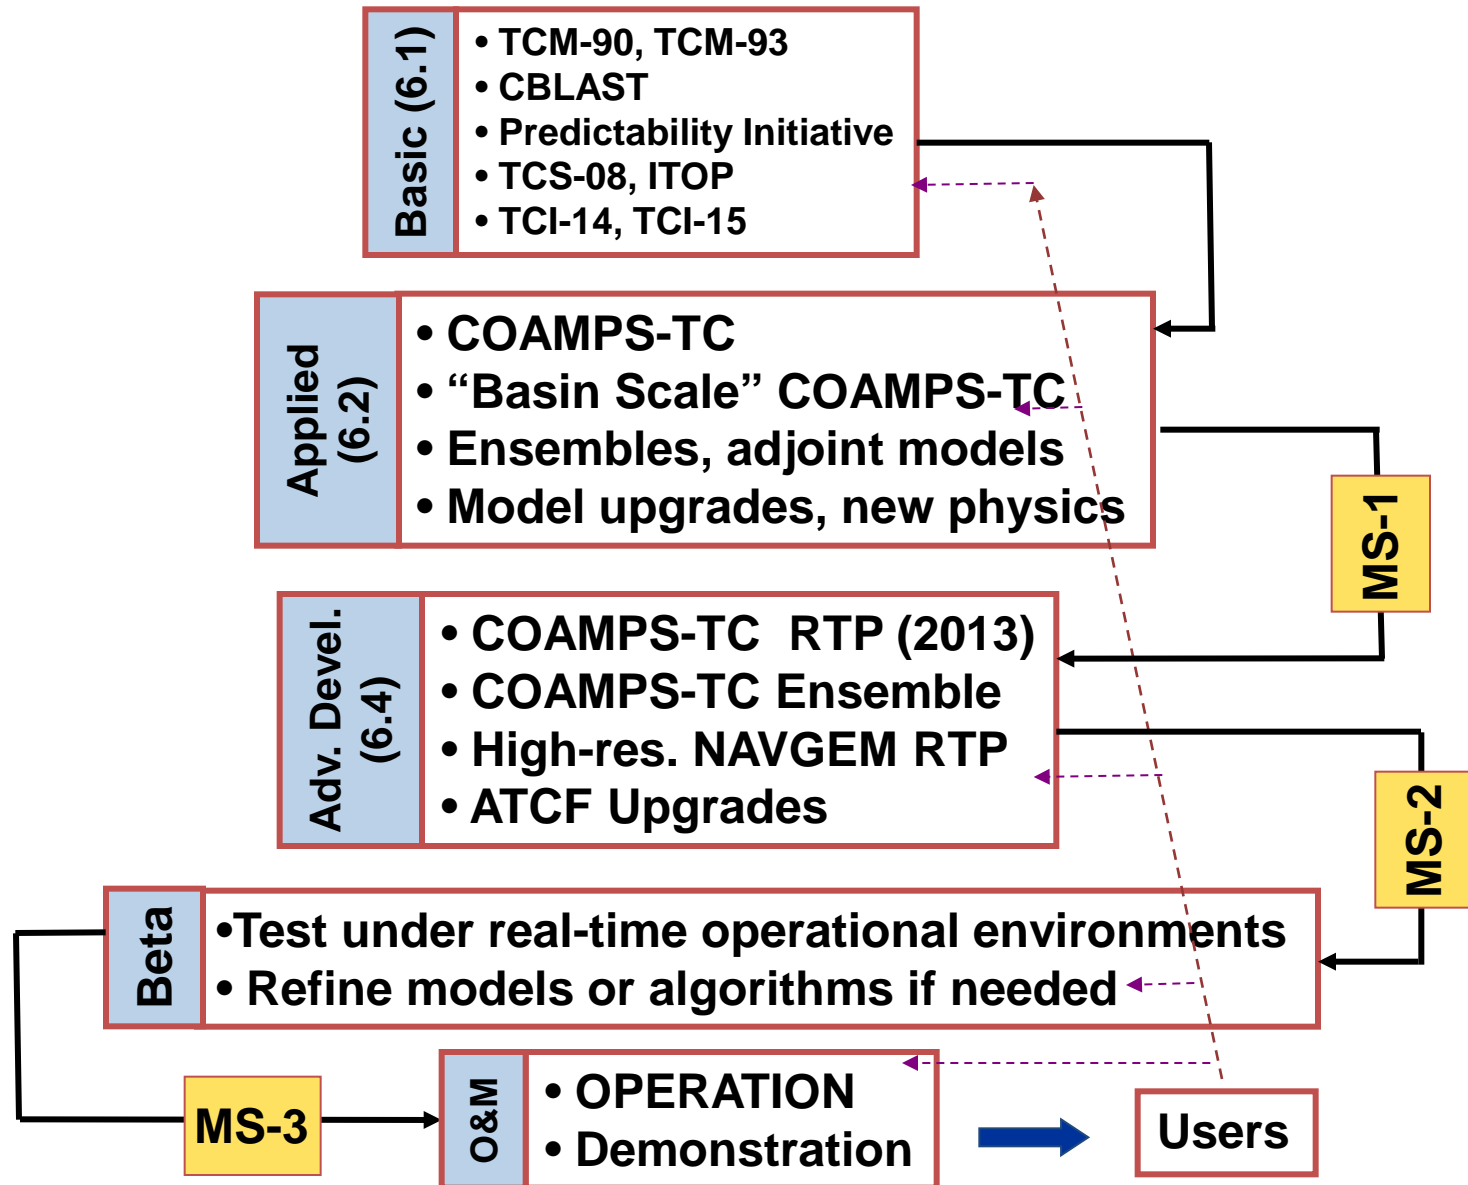 Basic (6.1)
• TCM-90, TCM-93
• CBLAST
• Predictability Initiative
• TCS-08, ITOP
• TCI-14, TCI-15
Applied
(6.2)
• COAMPS-TC
• “Basin Scale” COAMPS-TC
• Ensembles, adjoint models
• Model upgrades, new physics
MS-1
Adv. Devel.
(6.4)
• COAMPS-TC RTP (2013)
• COAMPS-TC Ensemble
• High-res. NAVGEM RTP
• ATCF Upgrades
MS-2
Beta
•Test under real-time operational environments
• Refine models or algorithms if needed
MS-3
O&M
• OPERATION
• Demonstration
Users